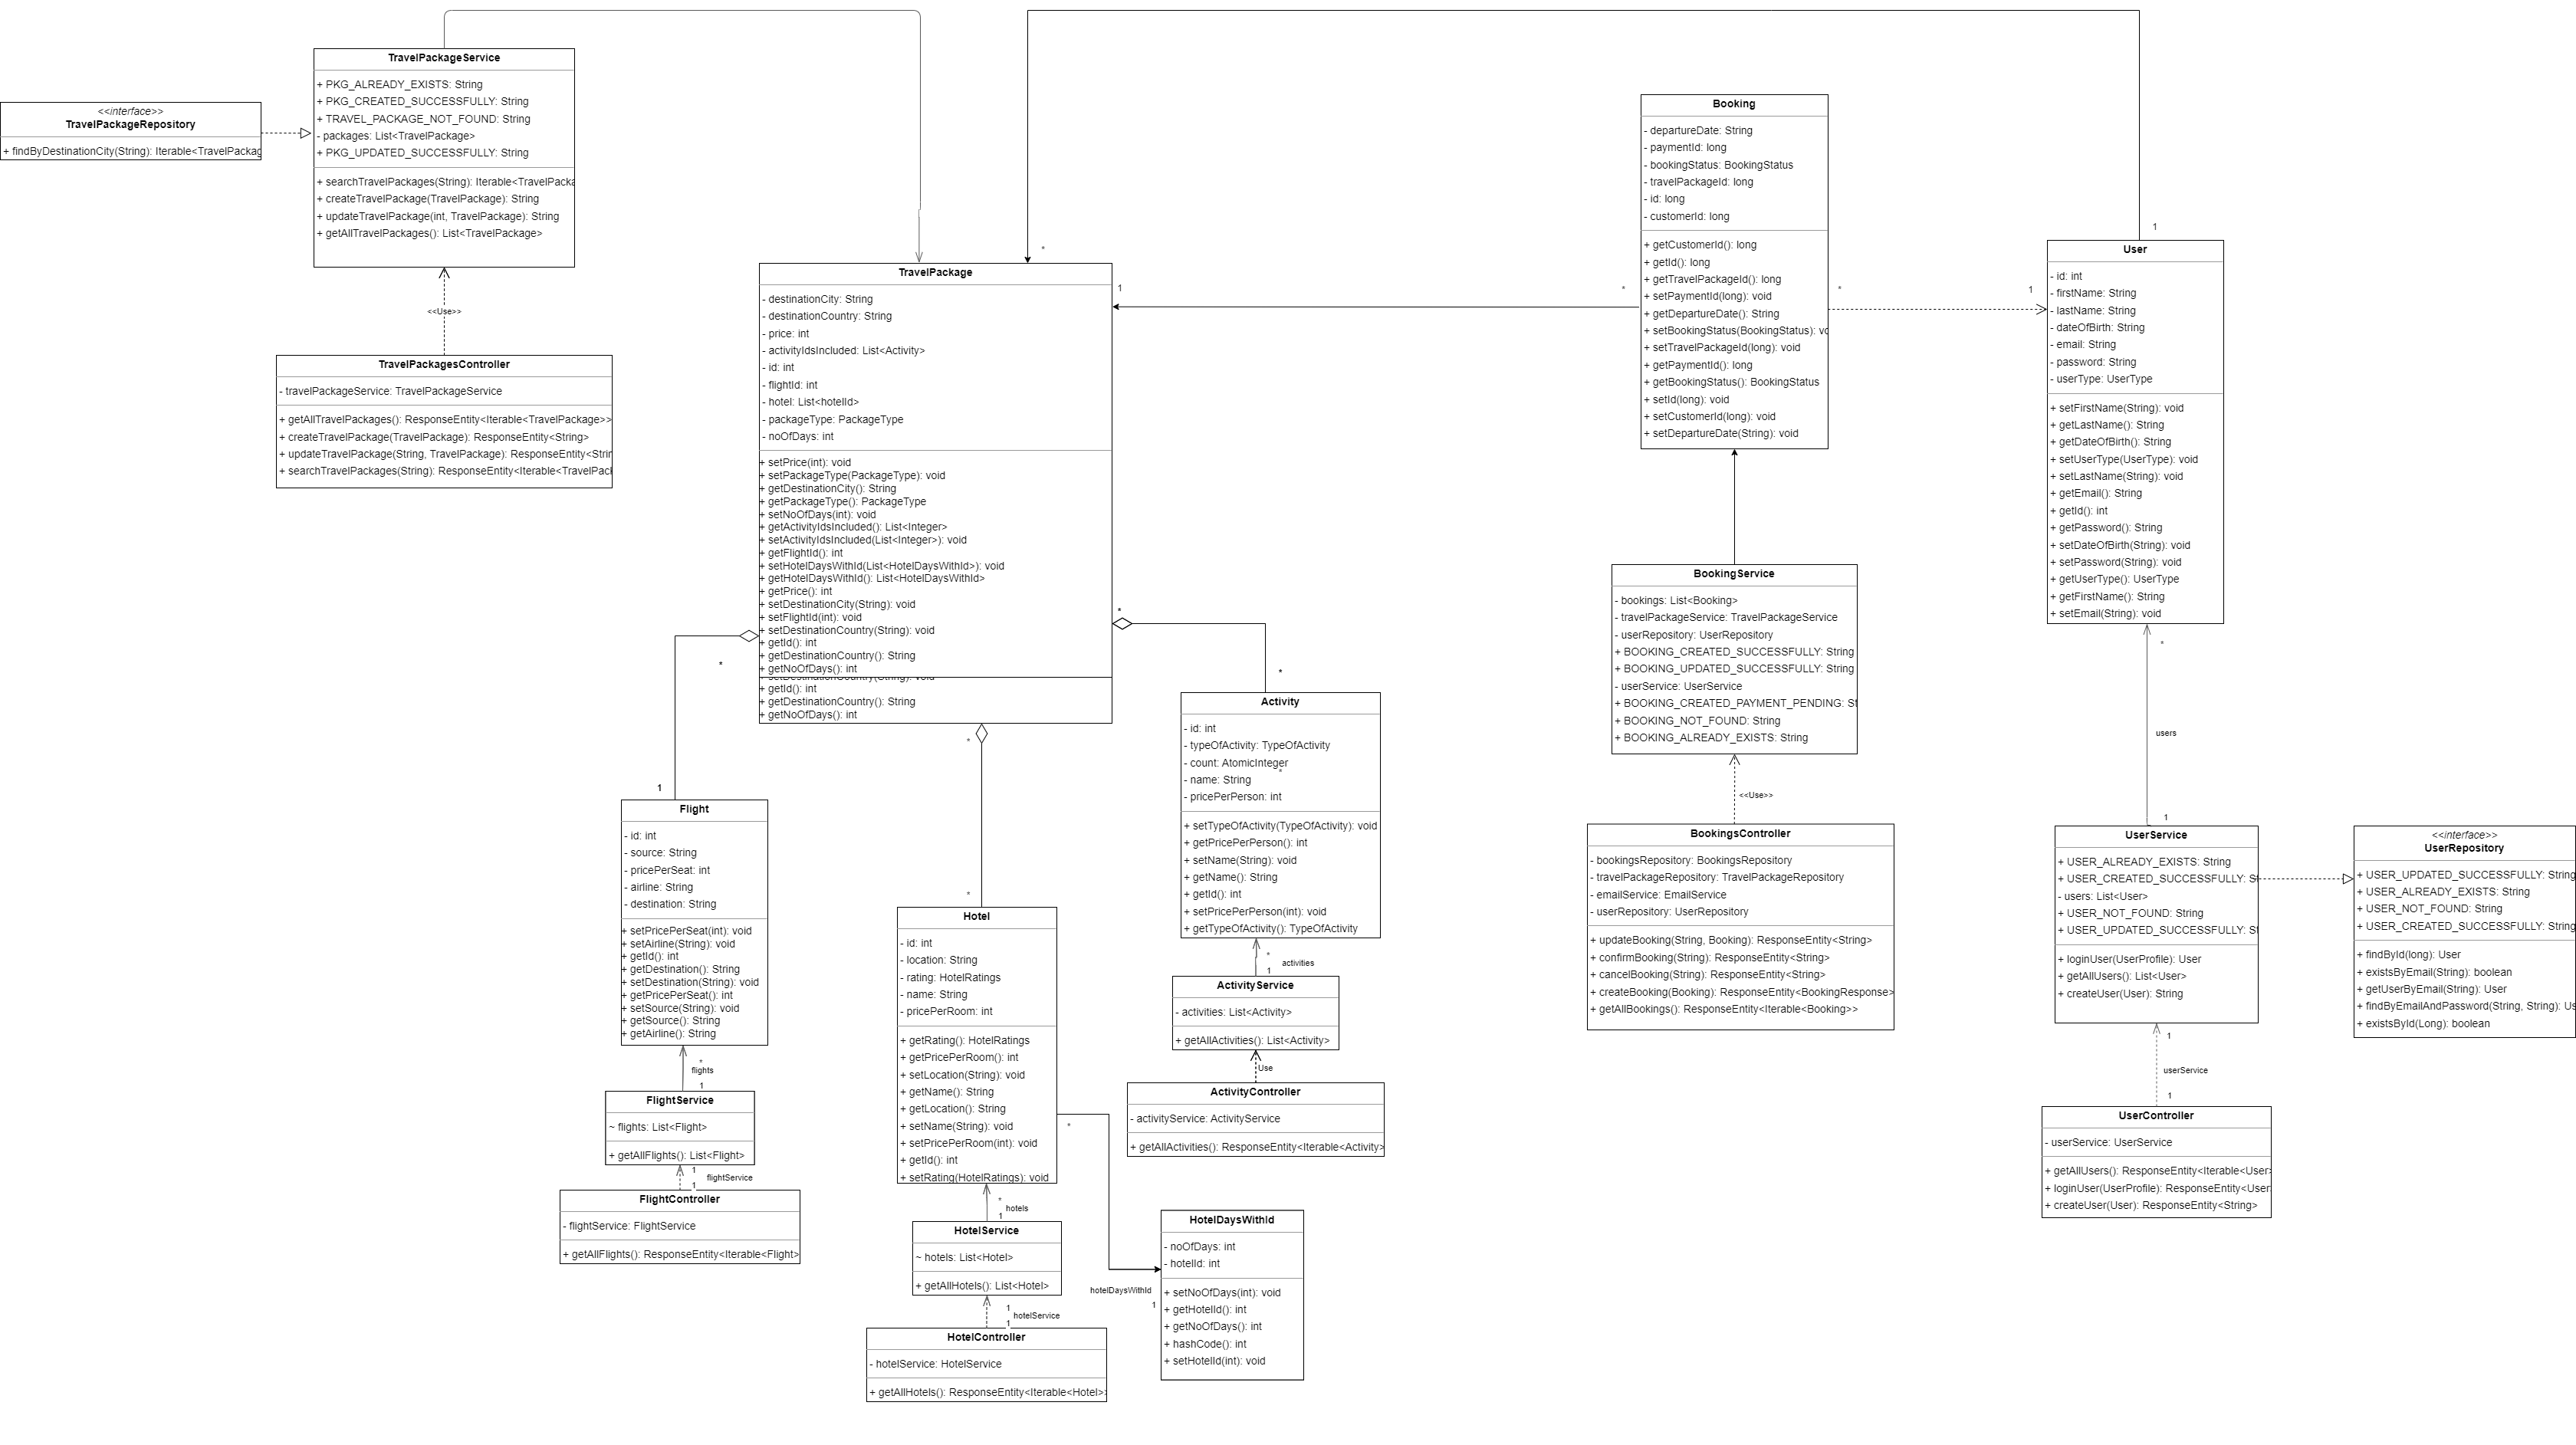 TravelPackageService
+ PKG_ALREADY_EXISTS: String
+ PKG_CREATED_SUCCESSFULLY: String
+ TRAVEL_PACKAGE_NOT_FOUND: String
- packages: List<TravelPackage>
+ PKG_UPDATED_SUCCESSFULLY: String
+ searchTravelPackages(String): Iterable<TravelPacka
+ createTravelPackage(TravelPackage): String
+ updateTravelPackage(int, TravelPackage): String
+ getAllTravelPackages(): List<TravelPackage>
<<interface>>
TravelPackageRepository
+ findByDestinationCity(String): Iterable<TravelPackag
<<Use>>
TravelPackagesController
- travelPackageService: TravelPackageService
+ getAllTravelPackages(): ResponseEntity<Iterable<TravelPackage>>
+ createTravelPackage(TravelPackage): ResponseEntity<String>
+ updateTravelPackage(String, TravelPackage): ResponseEntity<Strin
+ searchTravelPackages(String): ResponseEntity<Iterable<TravelPack
*
TravelPackage
- destinationCity: String
- destinationCountry: String
- price: int
- activityIdsIncluded: List<Activity>
- id: int
- flightId: int
- hotel: List<hotelId>
- packageType: PackageType
- noOfDays: int
+ setPrice(int): void
+ setPackageType(PackageType): void
+ getDestinationCity(): String
+ getPackageType(): PackageType
+ setNoOfDays(int): void
+ getActivityIdsIncluded(): List<Integer>
+ setActivityIdsIncluded(List<Integer>): void
+ getFlightId(): int
+ setHotelDaysWithId(List<HotelDaysWithId>): void
+ getHotelDaysWithId(): List<HotelDaysWithId>
+ getPrice(): int
+ setDestinationCity(String): void
+ setFlightId(int): void
+ setDestinationCountry(String): void
+ getId(): int
+ getDestinationCountry(): String
+ getNoOfDays(): int
+ setDestinationCountry(String): void
+ getId(): int
+ getDestinationCountry(): String
+ getNoOfDays(): int
1
*
Booking
- departureDate: String
- paymentId: long
- bookingStatus: BookingStatus
- travelPackageId: long
- id: long
- customerId: long
+ getCustomerId(): long
+ getId(): long
+ getTravelPackageId(): long
+ setPaymentId(long): void
+ getDepartureDate(): String
+ setBookingStatus(BookingStatus): vo
+ setTravelPackageId(long): void
+ getPaymentId(): long
+ getBookingStatus(): BookingStatus
+ setId(long): void
+ setCustomerId(long): void
+ setDepartureDate(String): void
*
1
1
User
- id: int
- firstName: String
- lastName: String
- dateOfBirth: String
- email: String
- password: String
- userType: UserType
+ setFirstName(String): void
+ getLastName(): String
+ getDateOfBirth(): String
+ setUserType(UserType): void
+ setLastName(String): void
+ getEmail(): String
+ getId(): int
+ getPassword(): String
+ setDateOfBirth(String): void
+ setPassword(String): void
+ getUserType(): UserType
+ getFirstName(): String
+ setEmail(String): void
*
users
1
BookingService
- bookings: List<Booking>
- travelPackageService: TravelPackageService
- userRepository: UserRepository
+ BOOKING_CREATED_SUCCESSFULLY: String
+ BOOKING_UPDATED_SUCCESSFULLY: String
- userService: UserService
+ BOOKING_CREATED_PAYMENT_PENDING: St
+ BOOKING_NOT_FOUND: String
+ BOOKING_ALREADY_EXISTS: String
<<Use>>
BookingsController
- bookingsRepository: BookingsRepository
- travelPackageRepository: TravelPackageRepository
- emailService: EmailService
- userRepository: UserRepository
+ updateBooking(String, Booking): ResponseEntity<String>
+ confirmBooking(String): ResponseEntity<String>
+ cancelBooking(String): ResponseEntity<String>
+ createBooking(Booking): ResponseEntity<BookingResponse>
+ getAllBookings(): ResponseEntity<Iterable<Booking>>
UserService
+ USER_ALREADY_EXISTS: String
+ USER_CREATED_SUCCESSFULLY: St
- users: List<User>
+ USER_NOT_FOUND: String
+ USER_UPDATED_SUCCESSFULLY: St
+ loginUser(UserProfile): User
+ getAllUsers(): List<User>
+ createUser(User): String
<<interface>>
UserRepository
+ USER_UPDATED_SUCCESSFULLY: String
+ USER_ALREADY_EXISTS: String
+ USER_NOT_FOUND: String
+ USER_CREATED_SUCCESSFULLY: String
+ findById(long): User
+ existsByEmail(String): boolean
+ getUserByEmail(String): User
+ findByEmailAndPassword(String, String): Us
+ existsById(Long): boolean
1
userService
1
UserController
- userService: UserService
+ getAllUsers(): ResponseEntity<Iterable<User>
+ loginUser(UserProfile): ResponseEntity<User
+ createUser(User): ResponseEntity<String>
*
*
Activity
- id: int
- typeOfActivity: TypeOfActivity
- count: AtomicInteger
*
- name: String
- pricePerPerson: int
+ setTypeOfActivity(TypeOfActivity): void
+ getPricePerPerson(): int
+ setName(String): void
+ getName(): String
+ getId(): int
+ setPricePerPerson(int): void
+ getTypeOfActivity(): TypeOfActivity
*
activities
1
ActivityService
- activities: List<Activity>
+ getAllActivities(): List<Activity>
Use
ActivityController
- activityService: ActivityService
+ getAllActivities(): ResponseEntity<Iterable<Activity>
*
1
Flight
- id: int
- source: String
- pricePerSeat: int
- airline: String
- destination: String
+ setPricePerSeat(int): void
+ setAirline(String): void
+ getId(): int
+ getDestination(): String
+ setDestination(String): void
+ getPricePerSeat(): int
+ setSource(String): void
+ getSource(): String
+ getAirline(): String
*
flights
1
FlightService
~ flights: List<Flight>
+ getAllFlights(): List<Flight>
1
flightService
1
FlightController
- flightService: FlightService
+ getAllFlights(): ResponseEntity<Iterable<Flight>
*
*
Hotel
- id: int
- location: String
- rating: HotelRatings
- name: String
- pricePerRoom: int
+ getRating(): HotelRatings
+ getPricePerRoom(): int
+ setLocation(String): void
+ getName(): String
+ getLocation(): String
+ setName(String): void
+ setPricePerRoom(int): void
+ getId(): int
+ setRating(HotelRatings): void
*
*
hotels
1
HotelService
~ hotels: List<Hotel>
+ getAllHotels(): List<Hotel>
1
hotelService
1
HotelController
- hotelService: HotelService
+ getAllHotels(): ResponseEntity<Iterable<Hotel>>
hotelDaysWithId
1
HotelDaysWithId
- noOfDays: int
- hotelId: int
+ setNoOfDays(int): void
+ getHotelId(): int
+ getNoOfDays(): int
+ hashCode(): int
+ setHotelId(int): void